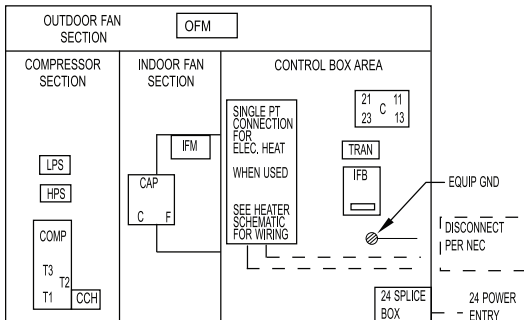 OUTDOOR FAN
SECTION
OFM
COMPRESSOR
SECTION
INDOOR FAN
SECTION
CONTROL BOX AREA
LPS
HPS
COMP
T3
T2
T1
CCH
IFM
CAP
C F
SINGLE PT
CONNECTION
FOR
ELEC. HEAT
WHEN USED
SEE HEATER
SCHEMATIC
FOR WIRING
21 11
C
23 13
TRAN
IFB
EQUIP GND
DISCONNECT
PER NEC
24 SPLICE
BOX
24 POWER
ENTRY